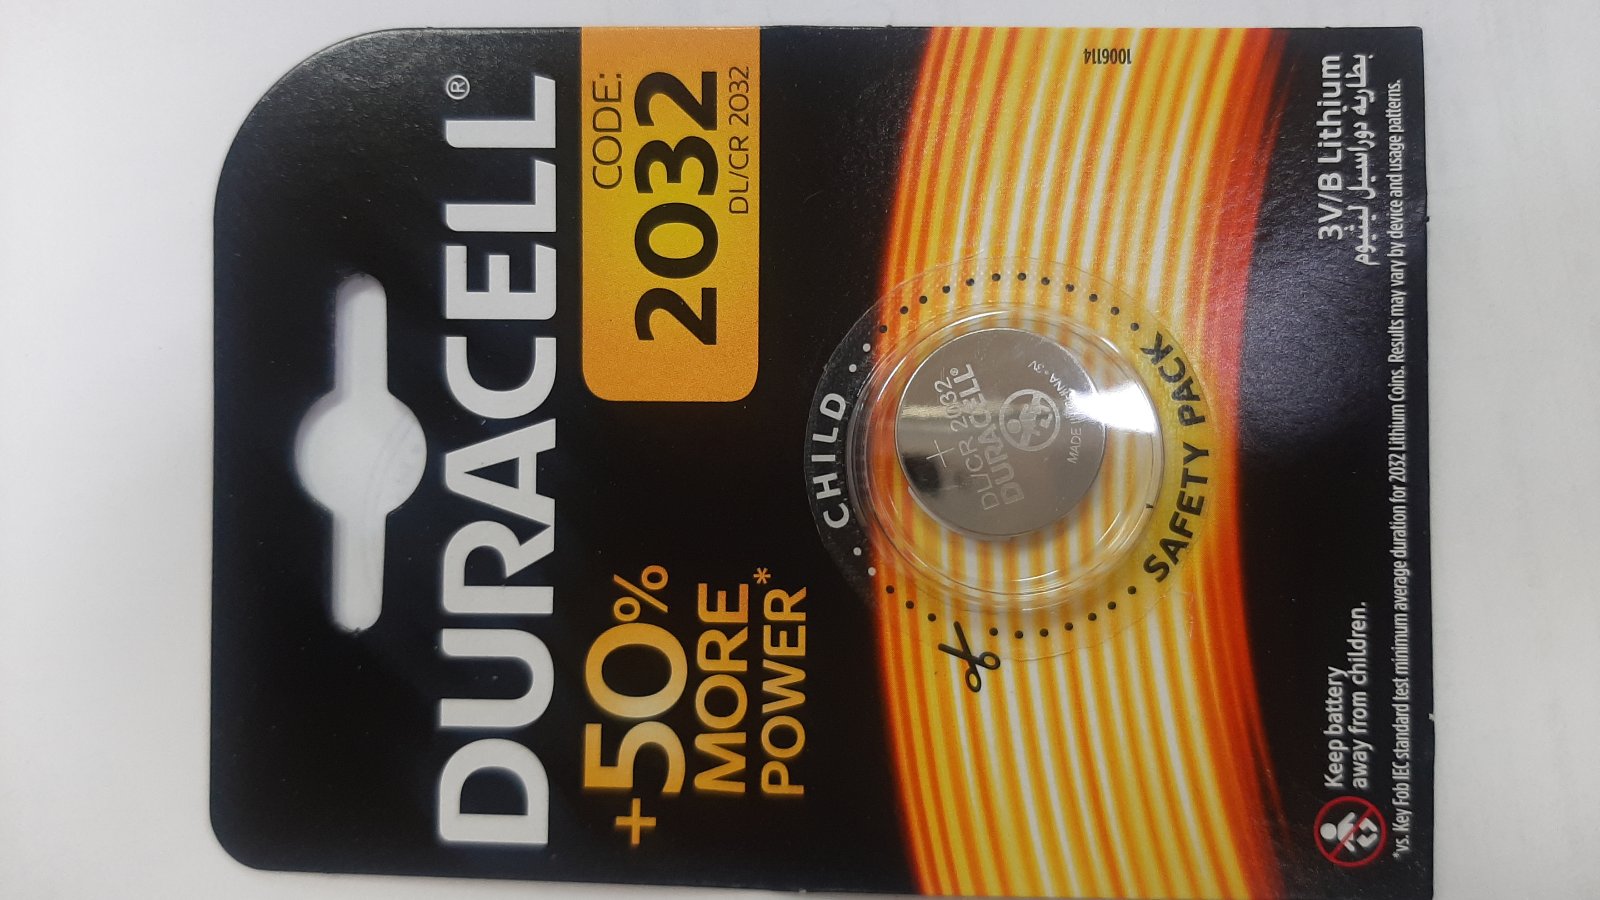 DURACELL®
+50%
MORE
POWER*
CODE:
2032
DL/CR 2032
CHILD
SAFETY PACK
+
DL/CR 2032
DURACELL®
MADE IN CHINA • 3V
1006114
Keep battery
away from children.
3V/B Lithium
بطارية دوراسيل ليثيوم
*vs. Key Fob IEC standard test minimum average duration for 2032 Lithium Coins. Results may vary by device and usage patterns.